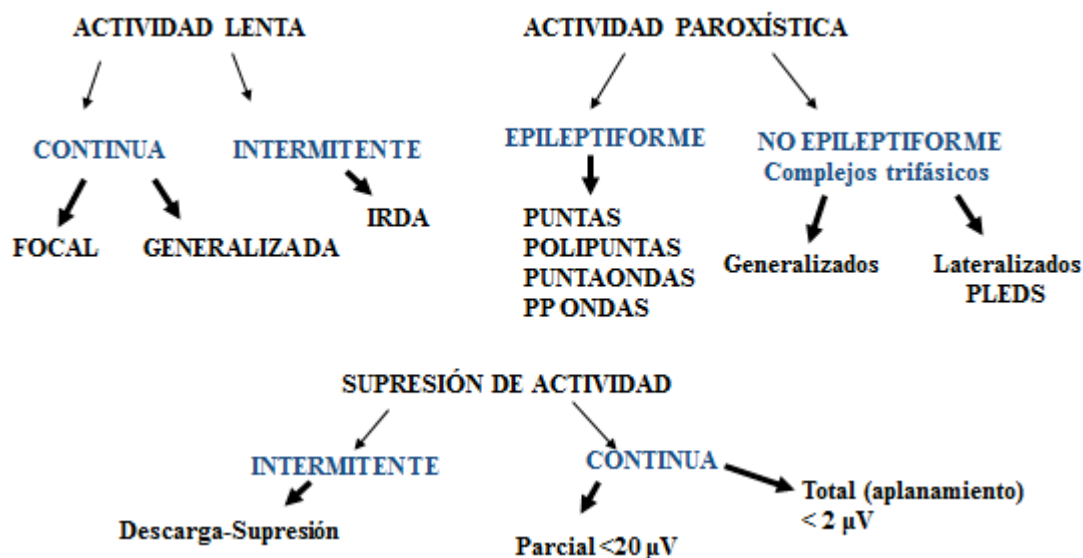 ACTIVIDAD LENTA
CONTINUA
INTERMITENTE
FOCAL
GENERALIZADA
IRDA
ACTIVIDAD PAROXÍSTICA
EPILEPTIFORME
NO EPILEPTIFORME
Complejos trifásicos
PUNTAS
POLIPUNTAS
PUNTAONDAS
PP ONDAS
Generalizados
Lateralizados
PLEDS
SUPRESIÓN DE ACTIVIDAD
INTERMITENTE
CONTINUA
Descarga-Supresión
Parcial <20 µV
Total (aplanamiento)
< 2 µV